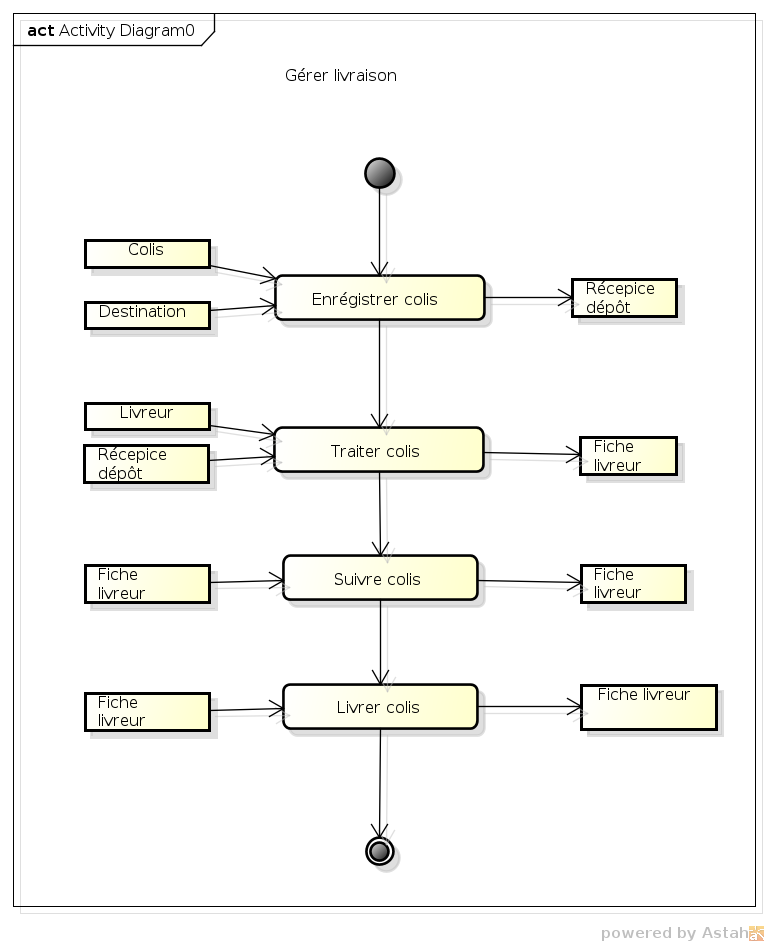 act Activity Diagram0
Gérer livraison
Colis
Destination
Enrégistrer colis
Récepice
dépôt
Livreur
Récepice
dépôt
Traiter colis
Fiche
livreur
Fiche
livreur
Suivre colis
Fiche
livreur
Fiche
livreur
Livrer colis
Fiche livreur
powered by Astah